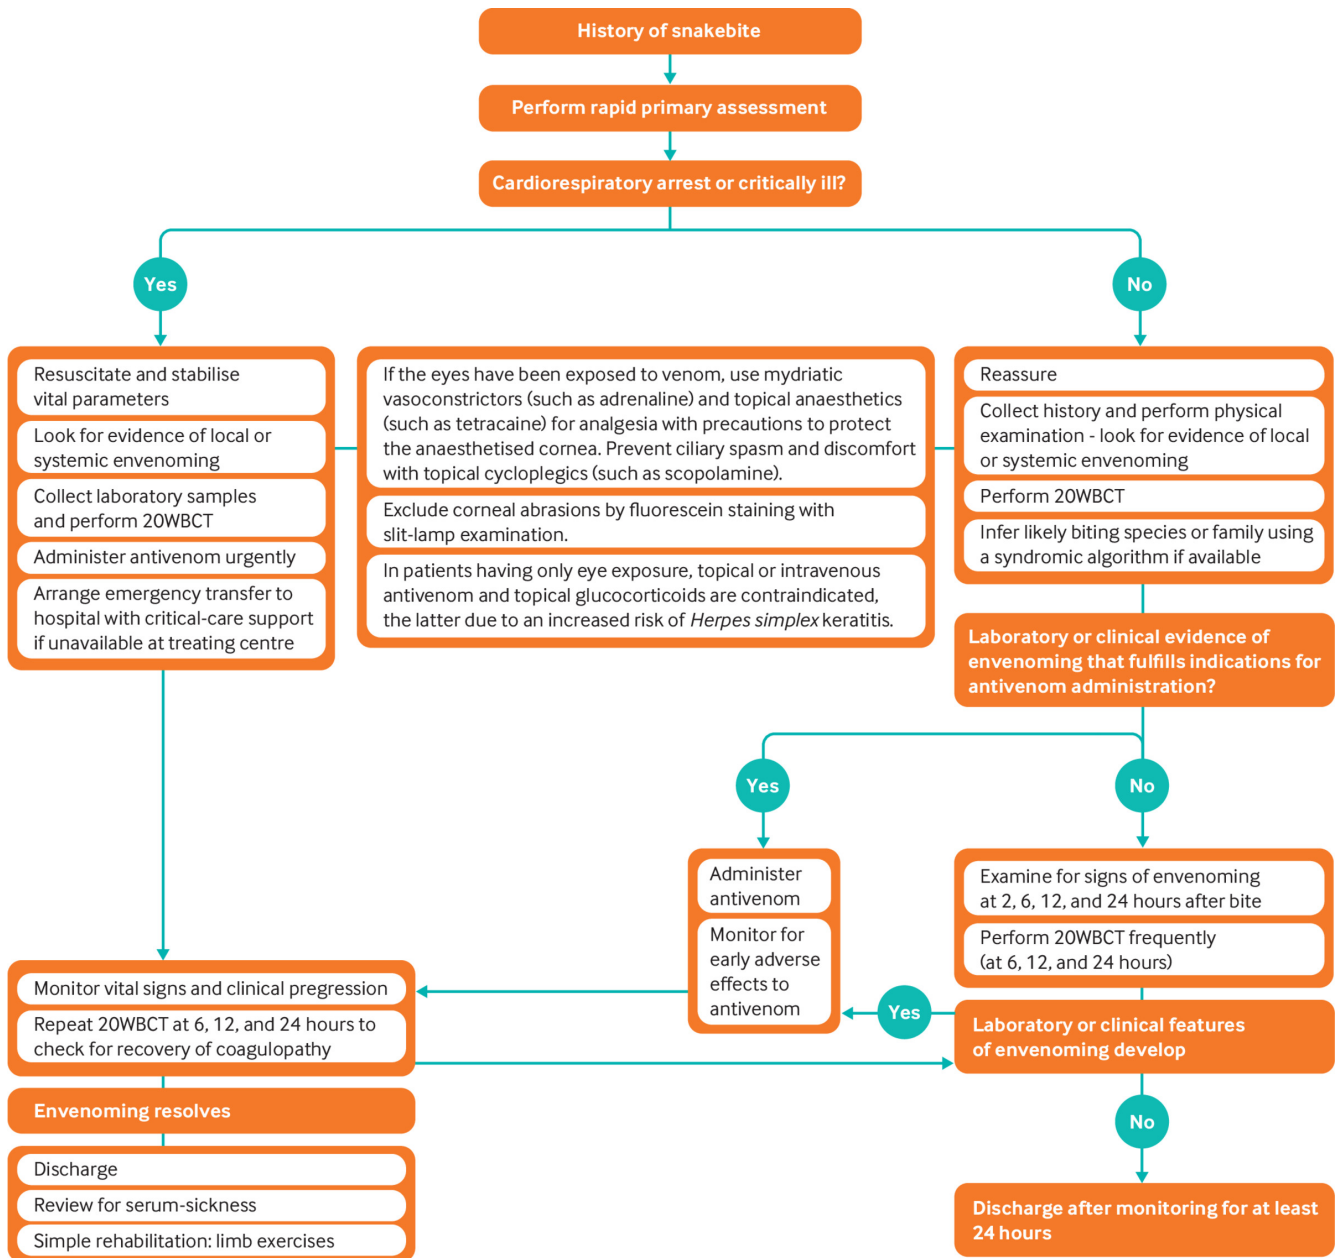 History of snakebite
Perform rapid primary assessment
Cardiorespiratory arrest or critically ill?
Yes
No
Resuscitate and stabilise
vital parameters
Look for evidence of local or
systemic envenoming
Collect laboratory samples
and perform 20WBCT
Administer antivenom urgently
Arrange emergency transfer to
hospital with critical-care support
if unavailable at treating centre
If the eyes have been exposed to venom, use mydriatic
vasoconstrictors (such as adrenaline) and topical anaesthetics
(such as tetracaine) for analgesia with precautions to protect
the anaesthetised cornea. Prevent ciliary spasm and discomfort
with topical cycloplegics (such as scopolamine).
Exclude corneal abrasions by fluorescein staining with
slit-lamp examination.
In patients having only eye exposure, topical or intravenous
antivenom and topical glucocorticoids are contraindicated,
the latter due to an increased risk of Herpes simplex keratitis.
Reassure
Collect history and perform physical
examination - look for evidence of local
or systemic envenoming
Perform 20WBCT
Infer likely biting species or family using
a syndromic algorithm if available
Laboratory or clinical evidence of
envenoming that fulfills indications for
antivenom administration?
Yes
No
Administer
antivenom
Monitor for
early adverse
effects to
antivenom
Examine for signs of envenoming
at 2, 6, 12, and 24 hours after bite
Perform 20WBCT frequently
(at 6, 12, and 24 hours)
Yes
Laboratory or clinical features
of envenoming develop
Monitor vital signs and clinical pregression
Repeat 20WBCT at 6, 12, and 24 hours to
check for recovery of coagulopathy
Envenoming resolves
Discharge
Review for serum-sickness
Simple rehabilitation: limb exercises
No
Discharge after monitoring for at least
24 hours